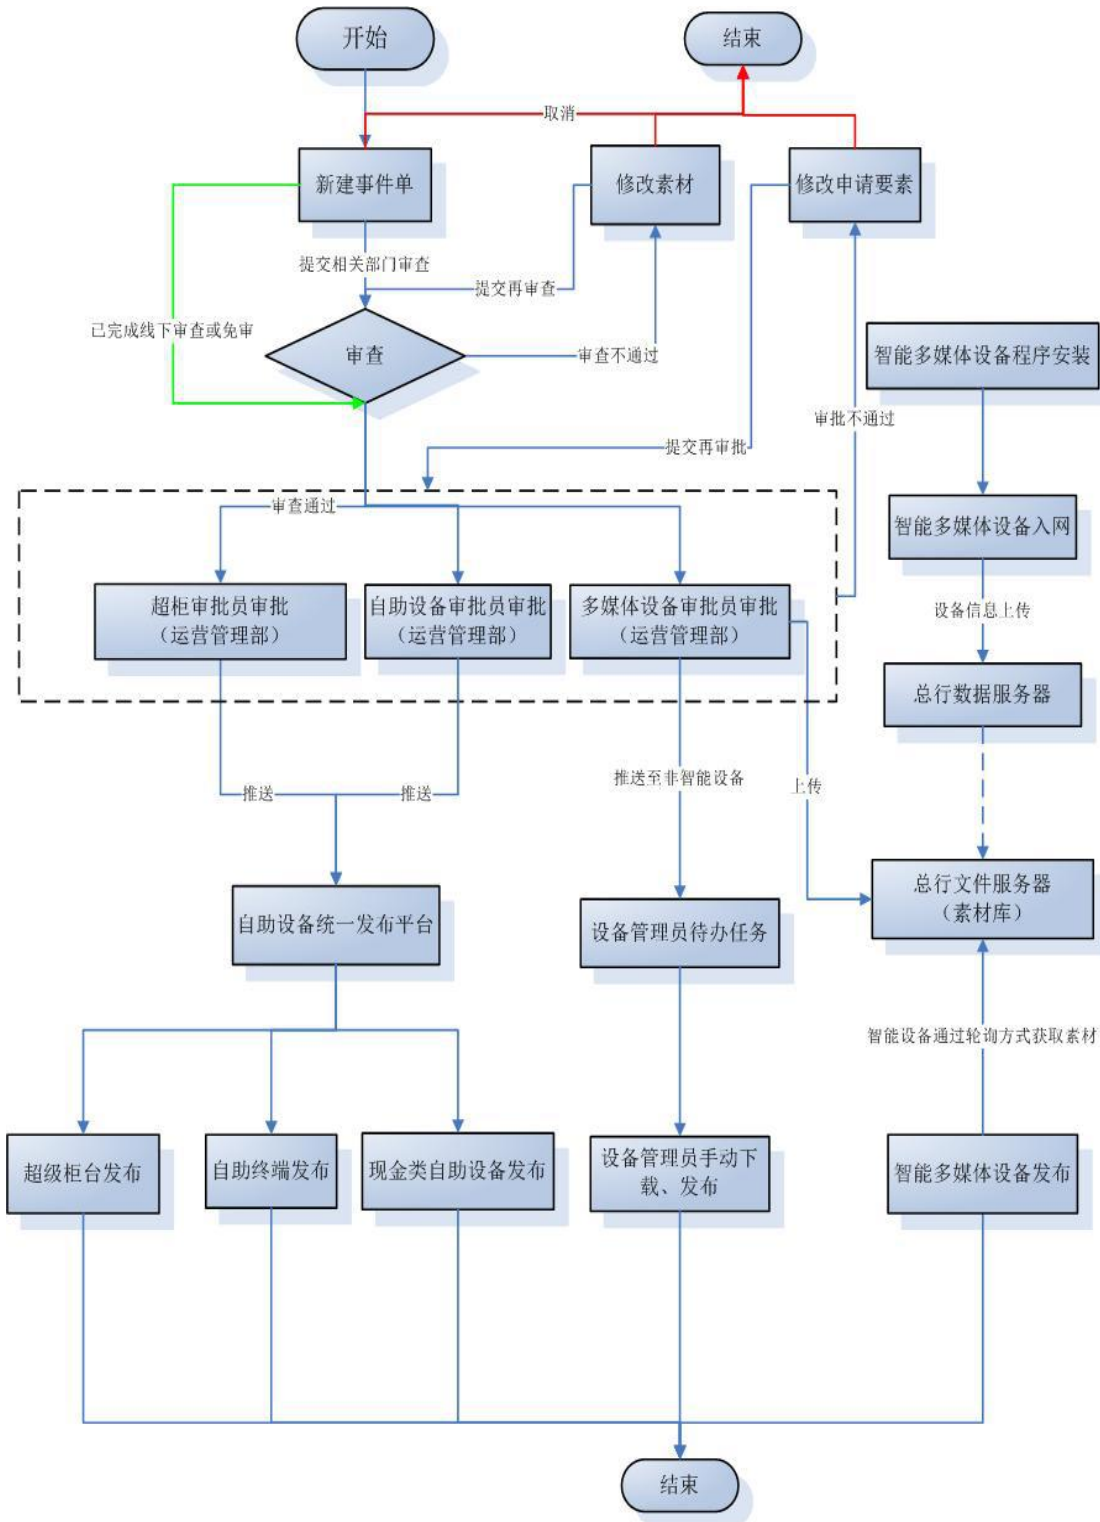 开始
结束
取消
新建事件单
修改素材
修改申请要素
提交相关部门审查
提交再审查
已完成线下审查或免审
审查
审查不通过
智能多媒体设备程序安装
审批不通过
提交再审批
审查通过
智能多媒体设备入网
超柜审批员审批
（运营管理部）
自助设备审批员审批
（运营管理部）
多媒体设备审批员审批
（运营管理部）
设备信息上传
总行数据服务器
推送
推送
推送至非智能设备
上传
总行文件服务器
（素材库）
自助设备统一发布平台
设备管理员待办任务
智能设备通过轮询方式获取素材
超级柜台发布
自助终端发布
现金类自助设备发布
设备管理员手动下
载、发布
智能多媒体设备发布
结束